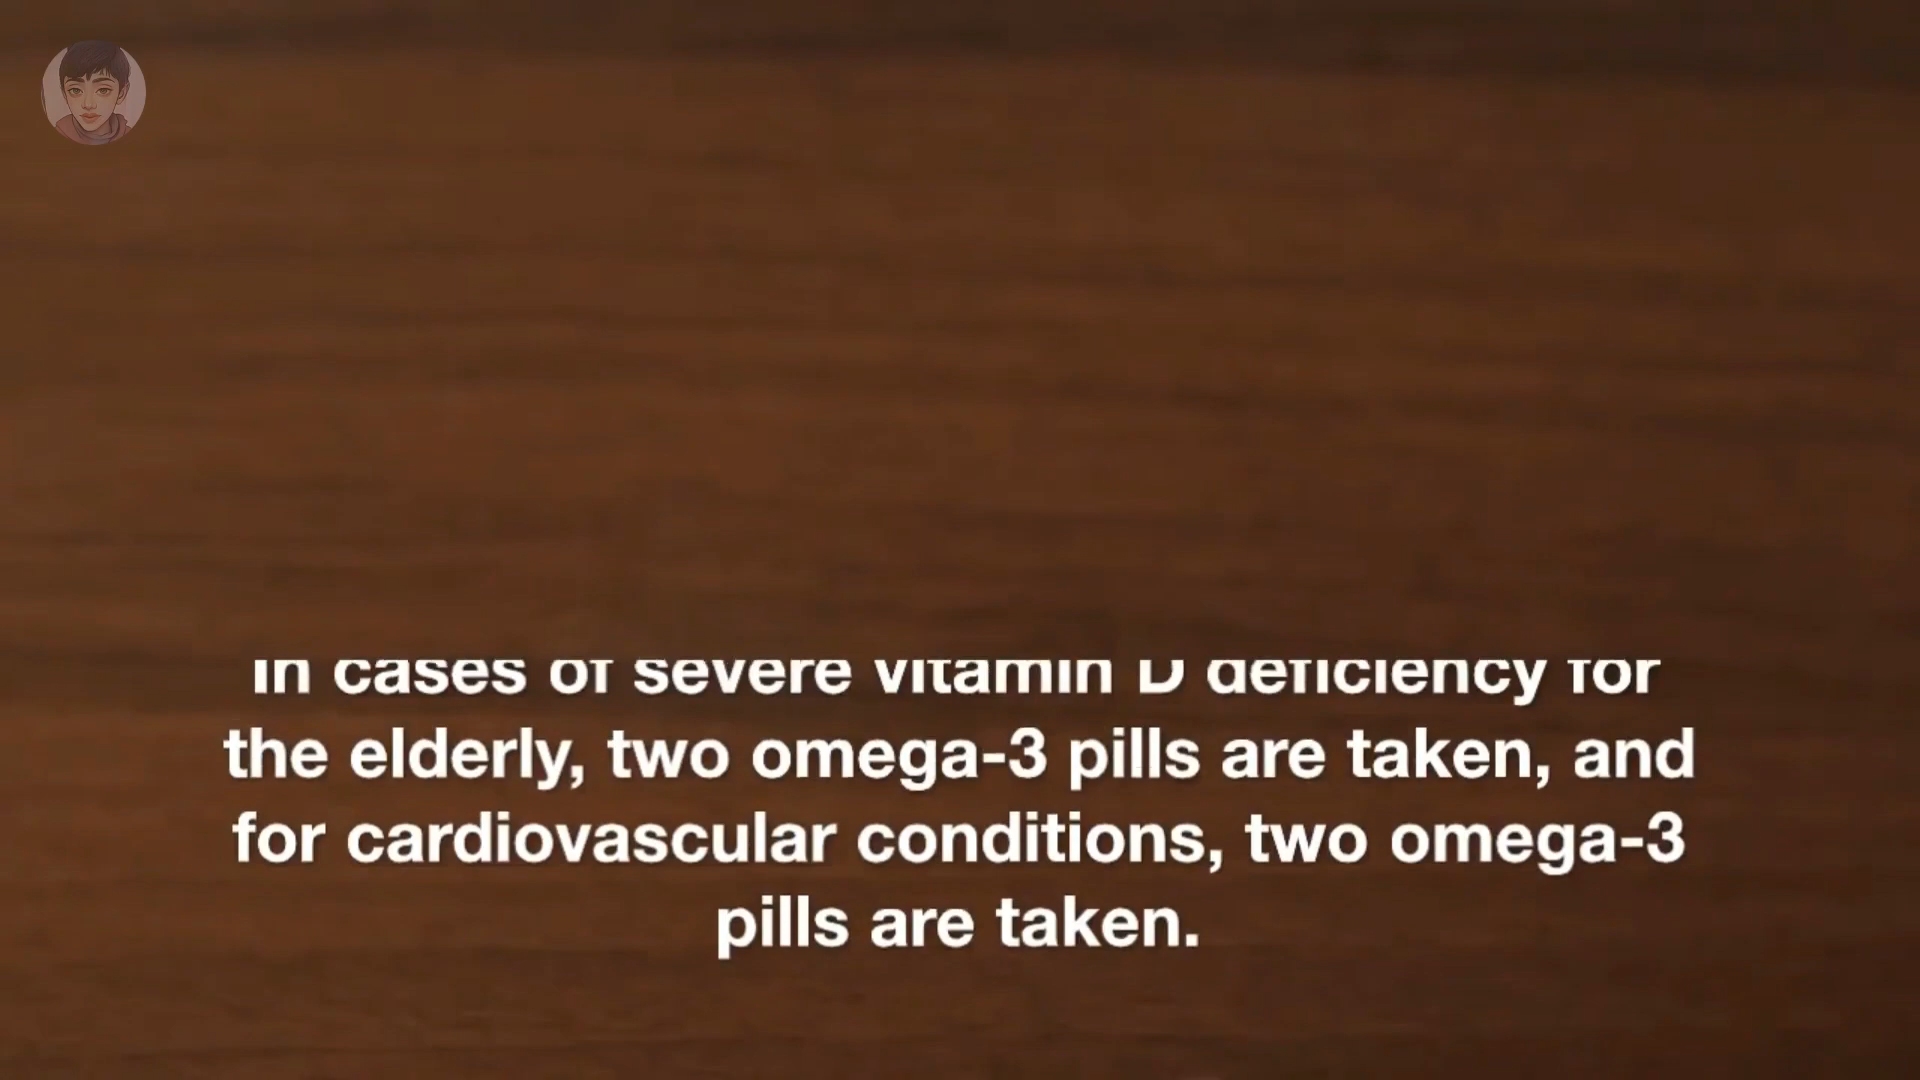 In cases of severe vitamin D deficiency for
the elderly, two omega-3 pills are taken, and
for cardiovascular conditions, two omega-3
pills are taken.